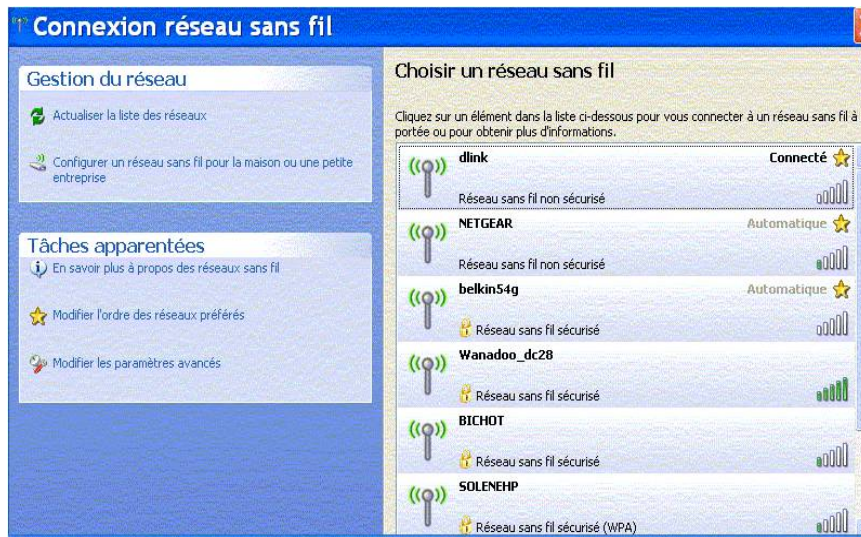 Connexion réseau sans fil
Gestion du réseau
Actualiser la liste des réseaux
Configurer un réseau sans fil pour la maison ou une petite
entreprise
Tâches apparentées
En savoir plus à propos des réseaux sans fil
Modifier l'ordre des réseaux préférés
Modifier les paramètres avancés
Choisir un réseau sans fil
Cliquez sur un élément dans la liste ci-dessous pour vous connecter à un réseau sans fil à
portée ou pour obtenir plus d'informations.
dlink Connecté
Réseau sans fil non sécurisé
NETGEAR Automatique
Réseau sans fil non sécurisé
belkin54g Automatique
Réseau sans fil sécurisé
Wanadoo_dc28
Réseau sans fil sécurisé
BICHOT
Réseau sans fil sécurisé
SOLENEHP
Réseau sans fil sécurisé (WPA)